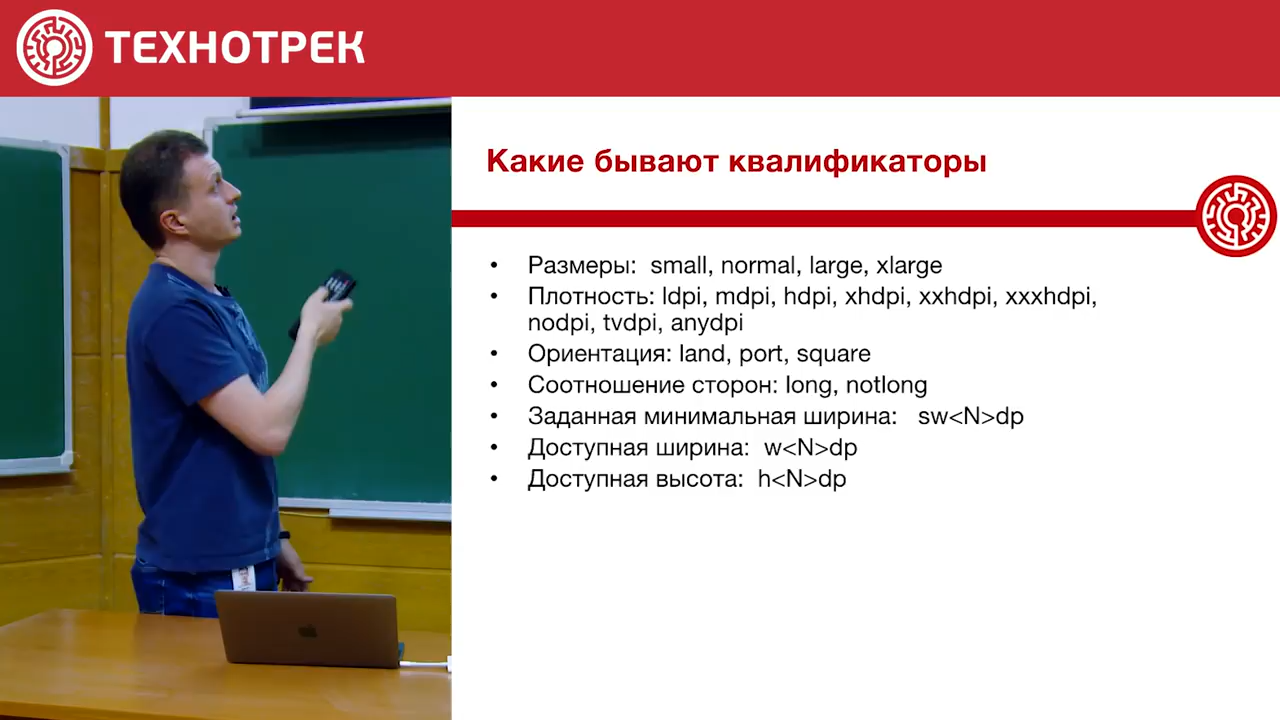 ТЕХНОТРЕК
Какие бывают квалификаторы
• Размеры: small, normal, large, xlarge
• Плотность: ldpi, mdpi, hdpi, xhdpi, xxhdpi, xxxhdpi,
nodpi, tvdpi, anydpi
• Ориентация: land, port, square
• Соотношение сторон: long, notlong
• Заданная минимальная ширина: sw<N>dp
• Доступная ширина: w<N>dp
• Доступная высота: h<N>dp